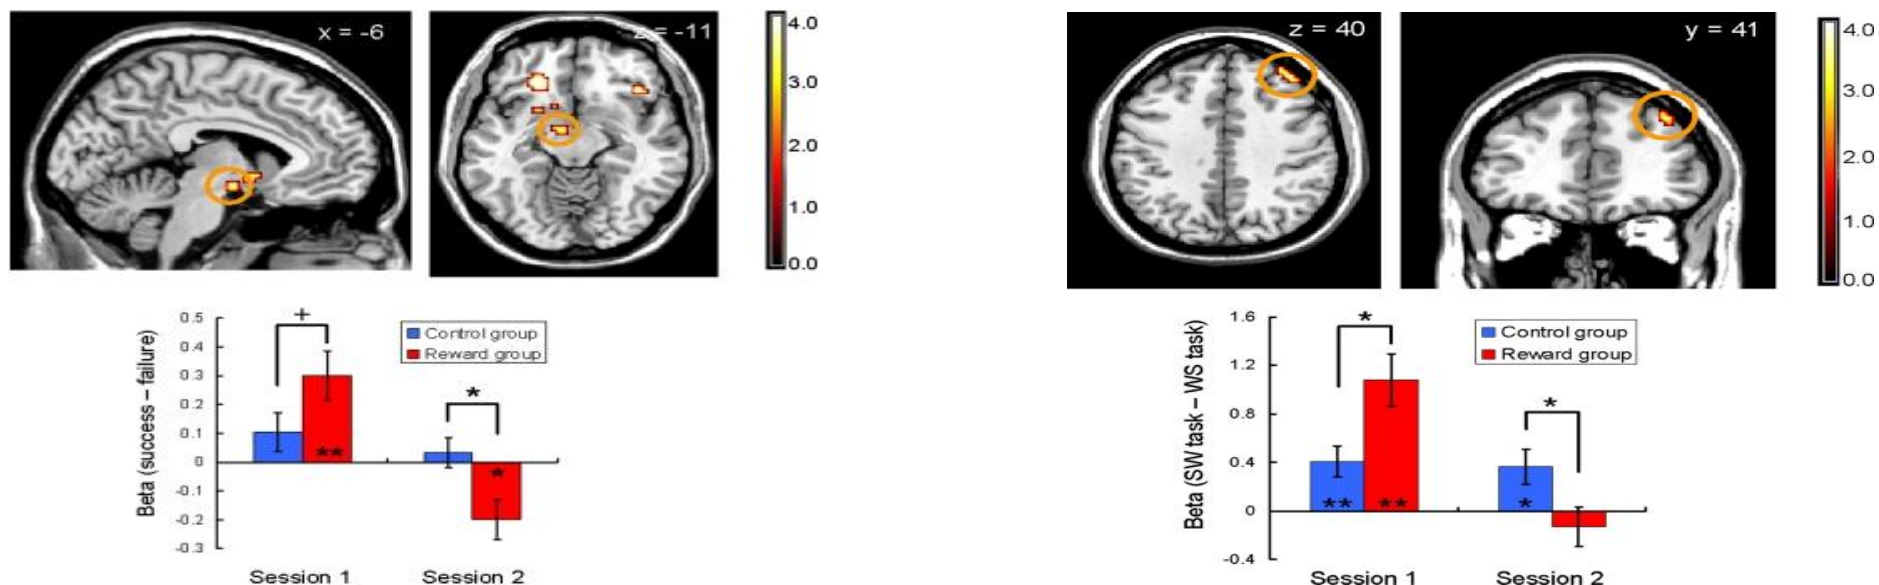 x = -6
z = -11
4.0
3.0
2.0
1.0
0.0
z = 40
y = 41
4.0
3.0
2.0
1.0
0.0
Beta (success – failure)
0.5
0.4
0.3
0.2
0.1
0
-0.1
-0.2
-0.3
+
*
**
*
Control group
Reward group
Session 1
Session 2
Beta (SW task – WS task)
1.6
1.2
0.8
0.4
0
-0.4
*
*
**
**
*
Control group
Reward group
Session 1
Session 2